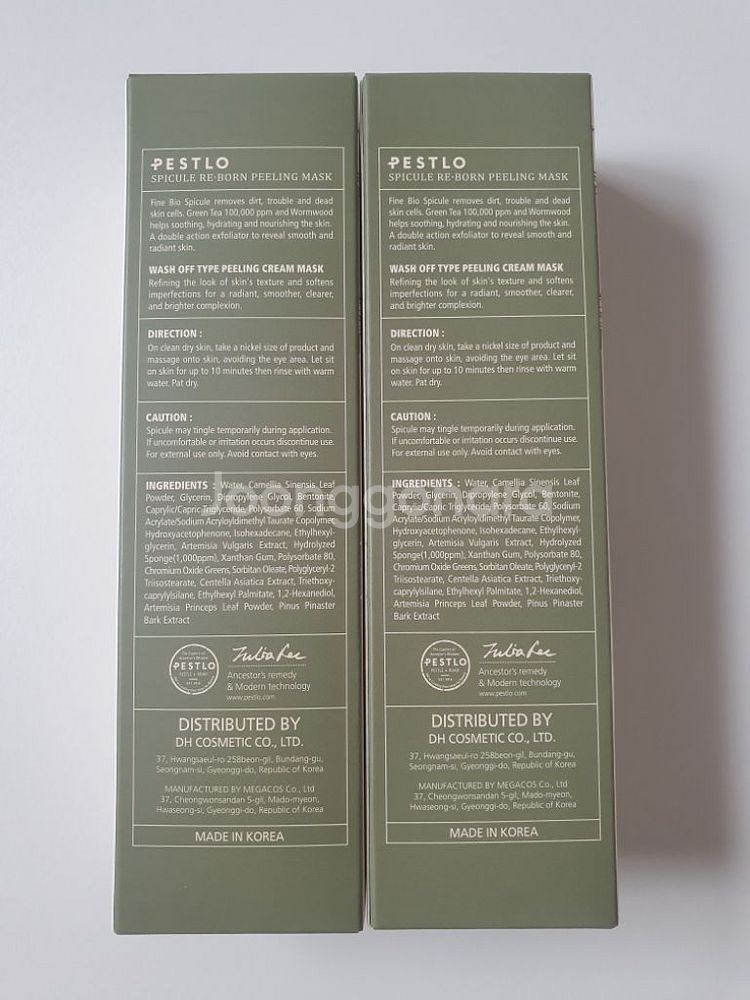 PESTLO
SPICULE RE-BORN PEELING MASK
Fine Bio Spicule removes dirt, trouble and dead
skin cells. Green Tea 100,000 ppm and Wormwood
helps soothing, hydrating and nourishing the skin.
A double action exfoliator to reveal smooth and
radiant skin.
WASH OFF TYPE PEELING CREAM MASK
Refining the look of skin's texture and softens
imperfections for a radiant, smoother, clearer,
and brighter complexion.
DIRECTION :
On clean dry skin, take a nickel size of product and
massage onto skin, avoiding the eye area. Let sit
on skin for up to 10 minutes then rinse with warm
water. Pat dry.
CAUTION :
Spicule may tingle temporarily during application.
If uncomfortable or irritation occurs discontinue use.
For external use only. Avoid contact with eyes.
INGREDIENTS : Water, Camellia Sinensis Leaf
Powder, Glycerin, Dipropylene Glycol, Bentonite,
Caprylic/Capric Triglyceride, Polysorbate 60, Sodium
Acrylate/Sodium Acryloyldimethyl Taurate Copolymer,
Hydroxyacetophenone, Isohexadecane, Ethylhexyl-
glycerin, Artemisia Vulgaris Extract, Hydrolyzed
Sponge(1,000ppm), Xanthan Gum, Polysorbate 80,
Chromium Oxide Greens, Sorbitan Oleate, Polyglyceryl-2
Triisostearate, Centella Asiatica Extract, Triethoxy-
caprylylsilane, Ethylhexyl Palmitate, 1,2-Hexanediol,
Artemisia Princeps Leaf Powder, Pinus Pinaster
Bark Extract
PESTLO
Julia Lee
Ancestor's remedy
& Modern technology
www.pestlo.com
DISTRIBUTED BY
DH COSMETIC CO., LTD.
37, Hwangsaeul-ro 258beon-gil, Bundang-gu,
Seongnam-si, Gyeonggi-do, Republic of Korea
MANUFACTURED BY MEGACOS Co., Ltd
37, Cheongwonsandan 5-gil, Mado-myeon,
Hwaseong-si, Gyeonggi-do, Republic of Korea
MADE IN KOREA
PESTLO
SPICULE RE-BORN PEELING MASK
Fine Bio Spicule removes dirt, trouble and dead
skin cells. Green Tea 100,000 ppm and Wormwood
helps soothing, hydrating and nourishing the skin.
A double action exfoliator to reveal smooth and
radiant skin.
WASH OFF TYPE PEELING CREAM MASK
Refining the look of skin's texture and softens
imperfections for a radiant, smoother, clearer,
and brighter complexion.
DIRECTION :
On clean dry skin, take a nickel size of product and
massage onto skin, avoiding the eye area. Let sit
on skin for up to 10 minutes then rinse with warm
water. Pat dry.
CAUTION :
Spicule may tingle temporarily during application.
If uncomfortable or irritation occurs discontinue use.
For external use only. Avoid contact with eyes.
INGREDIENTS : Water, Camellia Sinensis Leaf
Powder, Glycerin, Dipropylene Glycol, Bentonite,
Caprylic/Capric Triglyceride, Polysorbate 60, Sodium
Acrylate/Sodium Acryloyldimethyl Taurate Copolymer,
Hydroxyacetophenone, Isohexadecane, Ethylhexyl-
glycerin, Artemisia Vulgaris Extract, Hydrolyzed
Sponge(1,000ppm), Xanthan Gum, Polysorbate 80,
Chromium Oxide Greens, Sorbitan Oleate, Polyglyceryl-2
Triisostearate, Centella Asiatica Extract, Triethoxy-
caprylylsilane, Ethylhexyl Palmitate, 1,2-Hexanediol,
Artemisia Princeps Leaf Powder, Pinus Pinaster
Bark Extract
PESTLO
Julia Lee
Ancestor's remedy
& Modern technology
www.pestlo.com
DISTRIBUTED BY
DH COSMETIC CO., LTD.
37, Hwangsaeul-ro 258beon-gil, Bundang-gu,
Seongnam-si, Gyeonggi-do, Republic of Korea
MANUFACTURED BY MEGACOS Co., Ltd
37, Cheongwonsandan 5-gil, Mado-myeon,
Hwaseong-si, Gyeonggi-do, Republic of Korea
MADE IN KOREA
Joonggonara